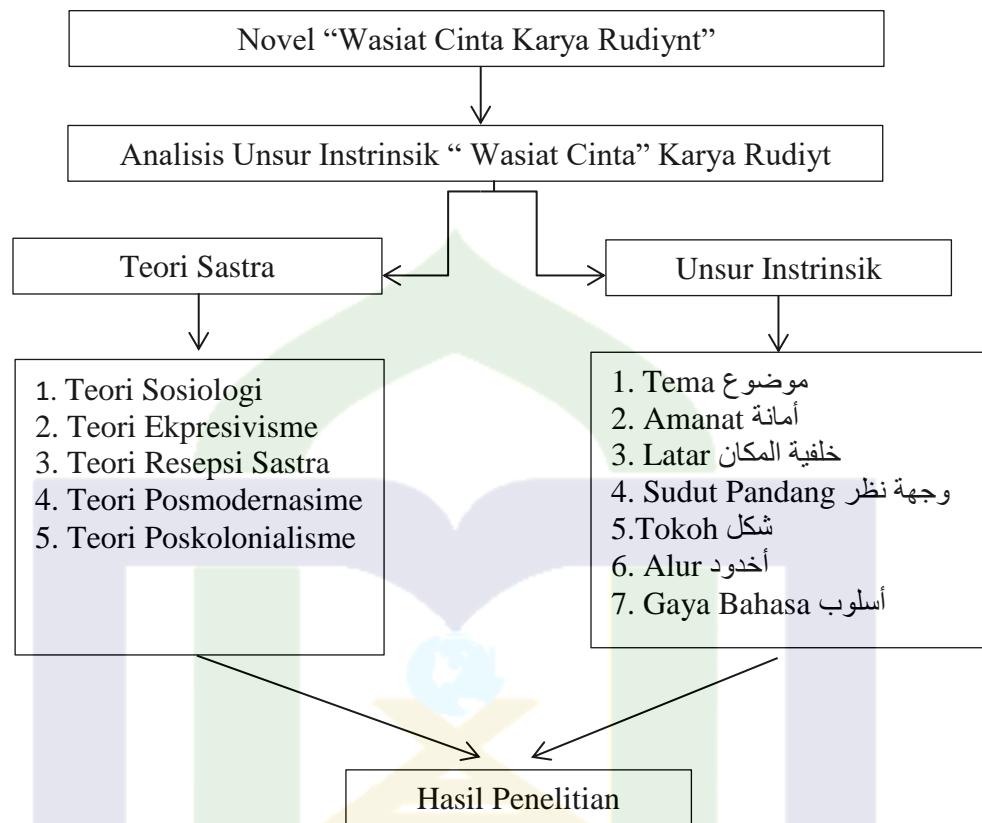 Novel “Wasiat Cinta Karya Rudiynt”
Analisis Unsur Instrinsik “ Wasiat Cinta” Karya Rudiyt
Teori Sastra
Unsur Instrinsik
1. Teori Sosiologi
2. Teori Ekpresivisme
3. Teori Resepsi Sastra
4. Teori Posmodernasime
5. Teori Poskolonialisme
1. Tema موضوع
2. Amanat أمانة
3. Latar خلفية المكان
4. Sudut Pandang وجهة نظر
5.Tokoh شكل
6. Alur أخدود
7. Gaya Bahasa أسلوب
Hasil Penelitian